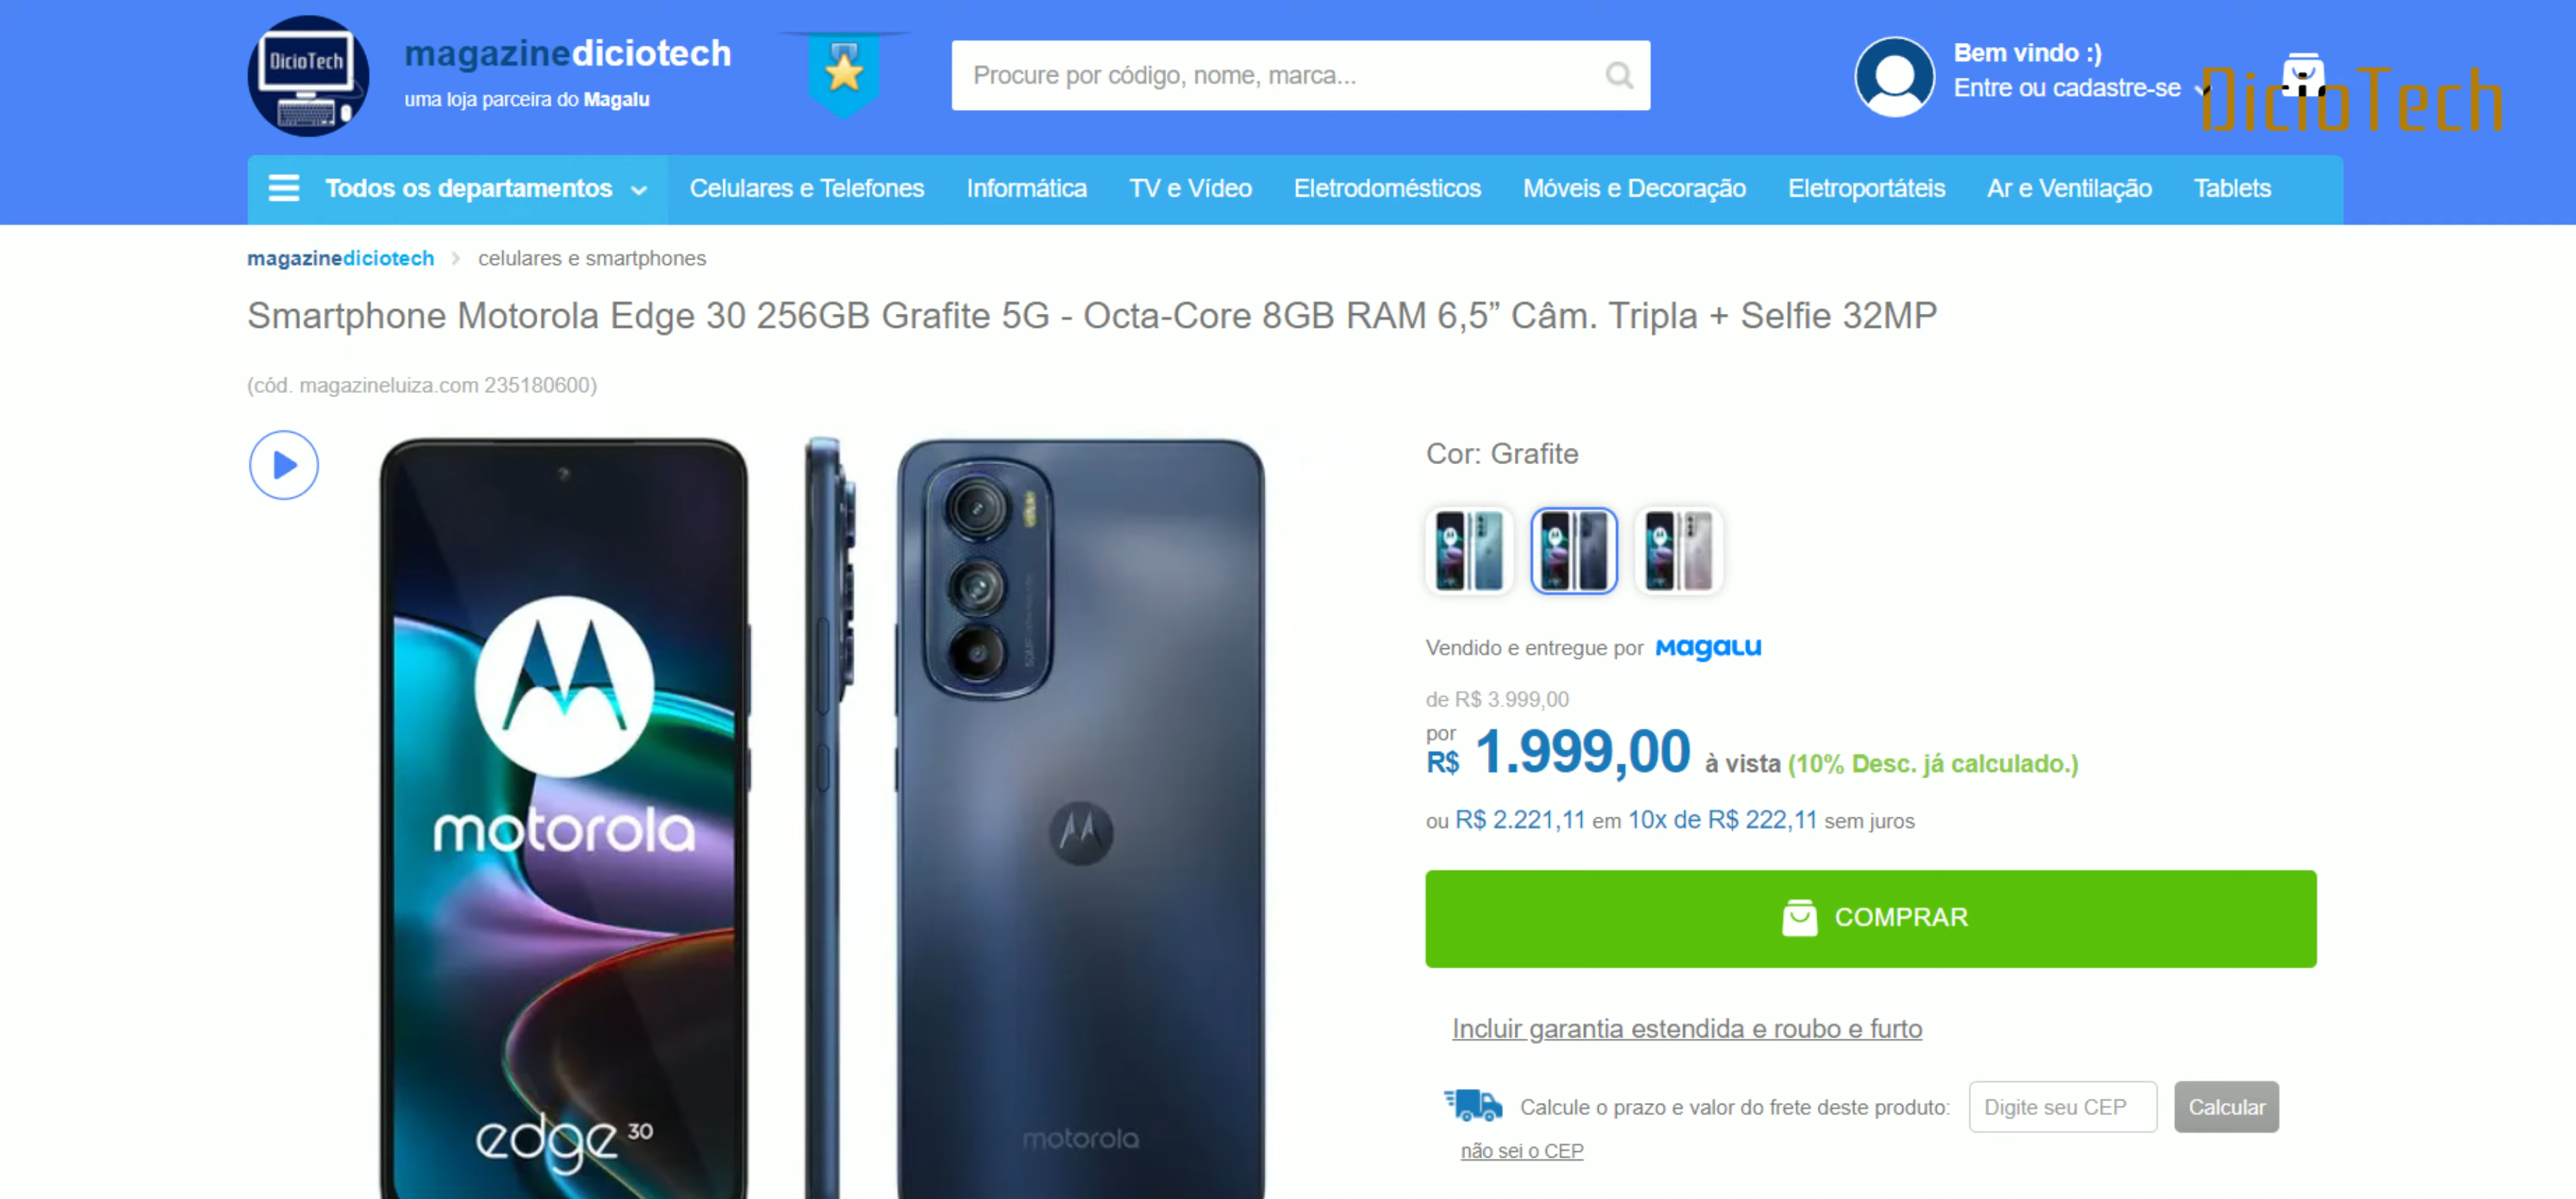 DicioTech
magazinediciotech
uma loja parceira do Magalu
Procure por código, nome, marca...
Bem vindo :)
Entre ou cadastre-se
DicioTech
Todos os departamentos
Celulares e Telefones
Informática
TV e Vídeo
Eletrodomésticos
Móveis e Decoração
Eletroportáteis
Ar e Ventilação
Tablets
magazinediciotech > celulares e smartphones
Smartphone Motorola Edge 30 256GB Grafite 5G - Octa-Core 8GB RAM 6,5” Câm. Tripla + Selfie 32MP
(cód. magazineluiza.com 235180600)
motorola
edge 30
motorola
Cor: Grafite
Vendido e entregue por Magalu
de R$ 3.999,00
por
R$ 1.999,00 à vista (10% Desc. já calculado.)
ou R$ 2.221,11 em 10x de R$ 222,11 sem juros
COMPRAR
Incluir garantia estendida e roubo e furto
Calcule o prazo e valor do frete deste produto:
Digite seu CEP
Calcular
não sei o CEP